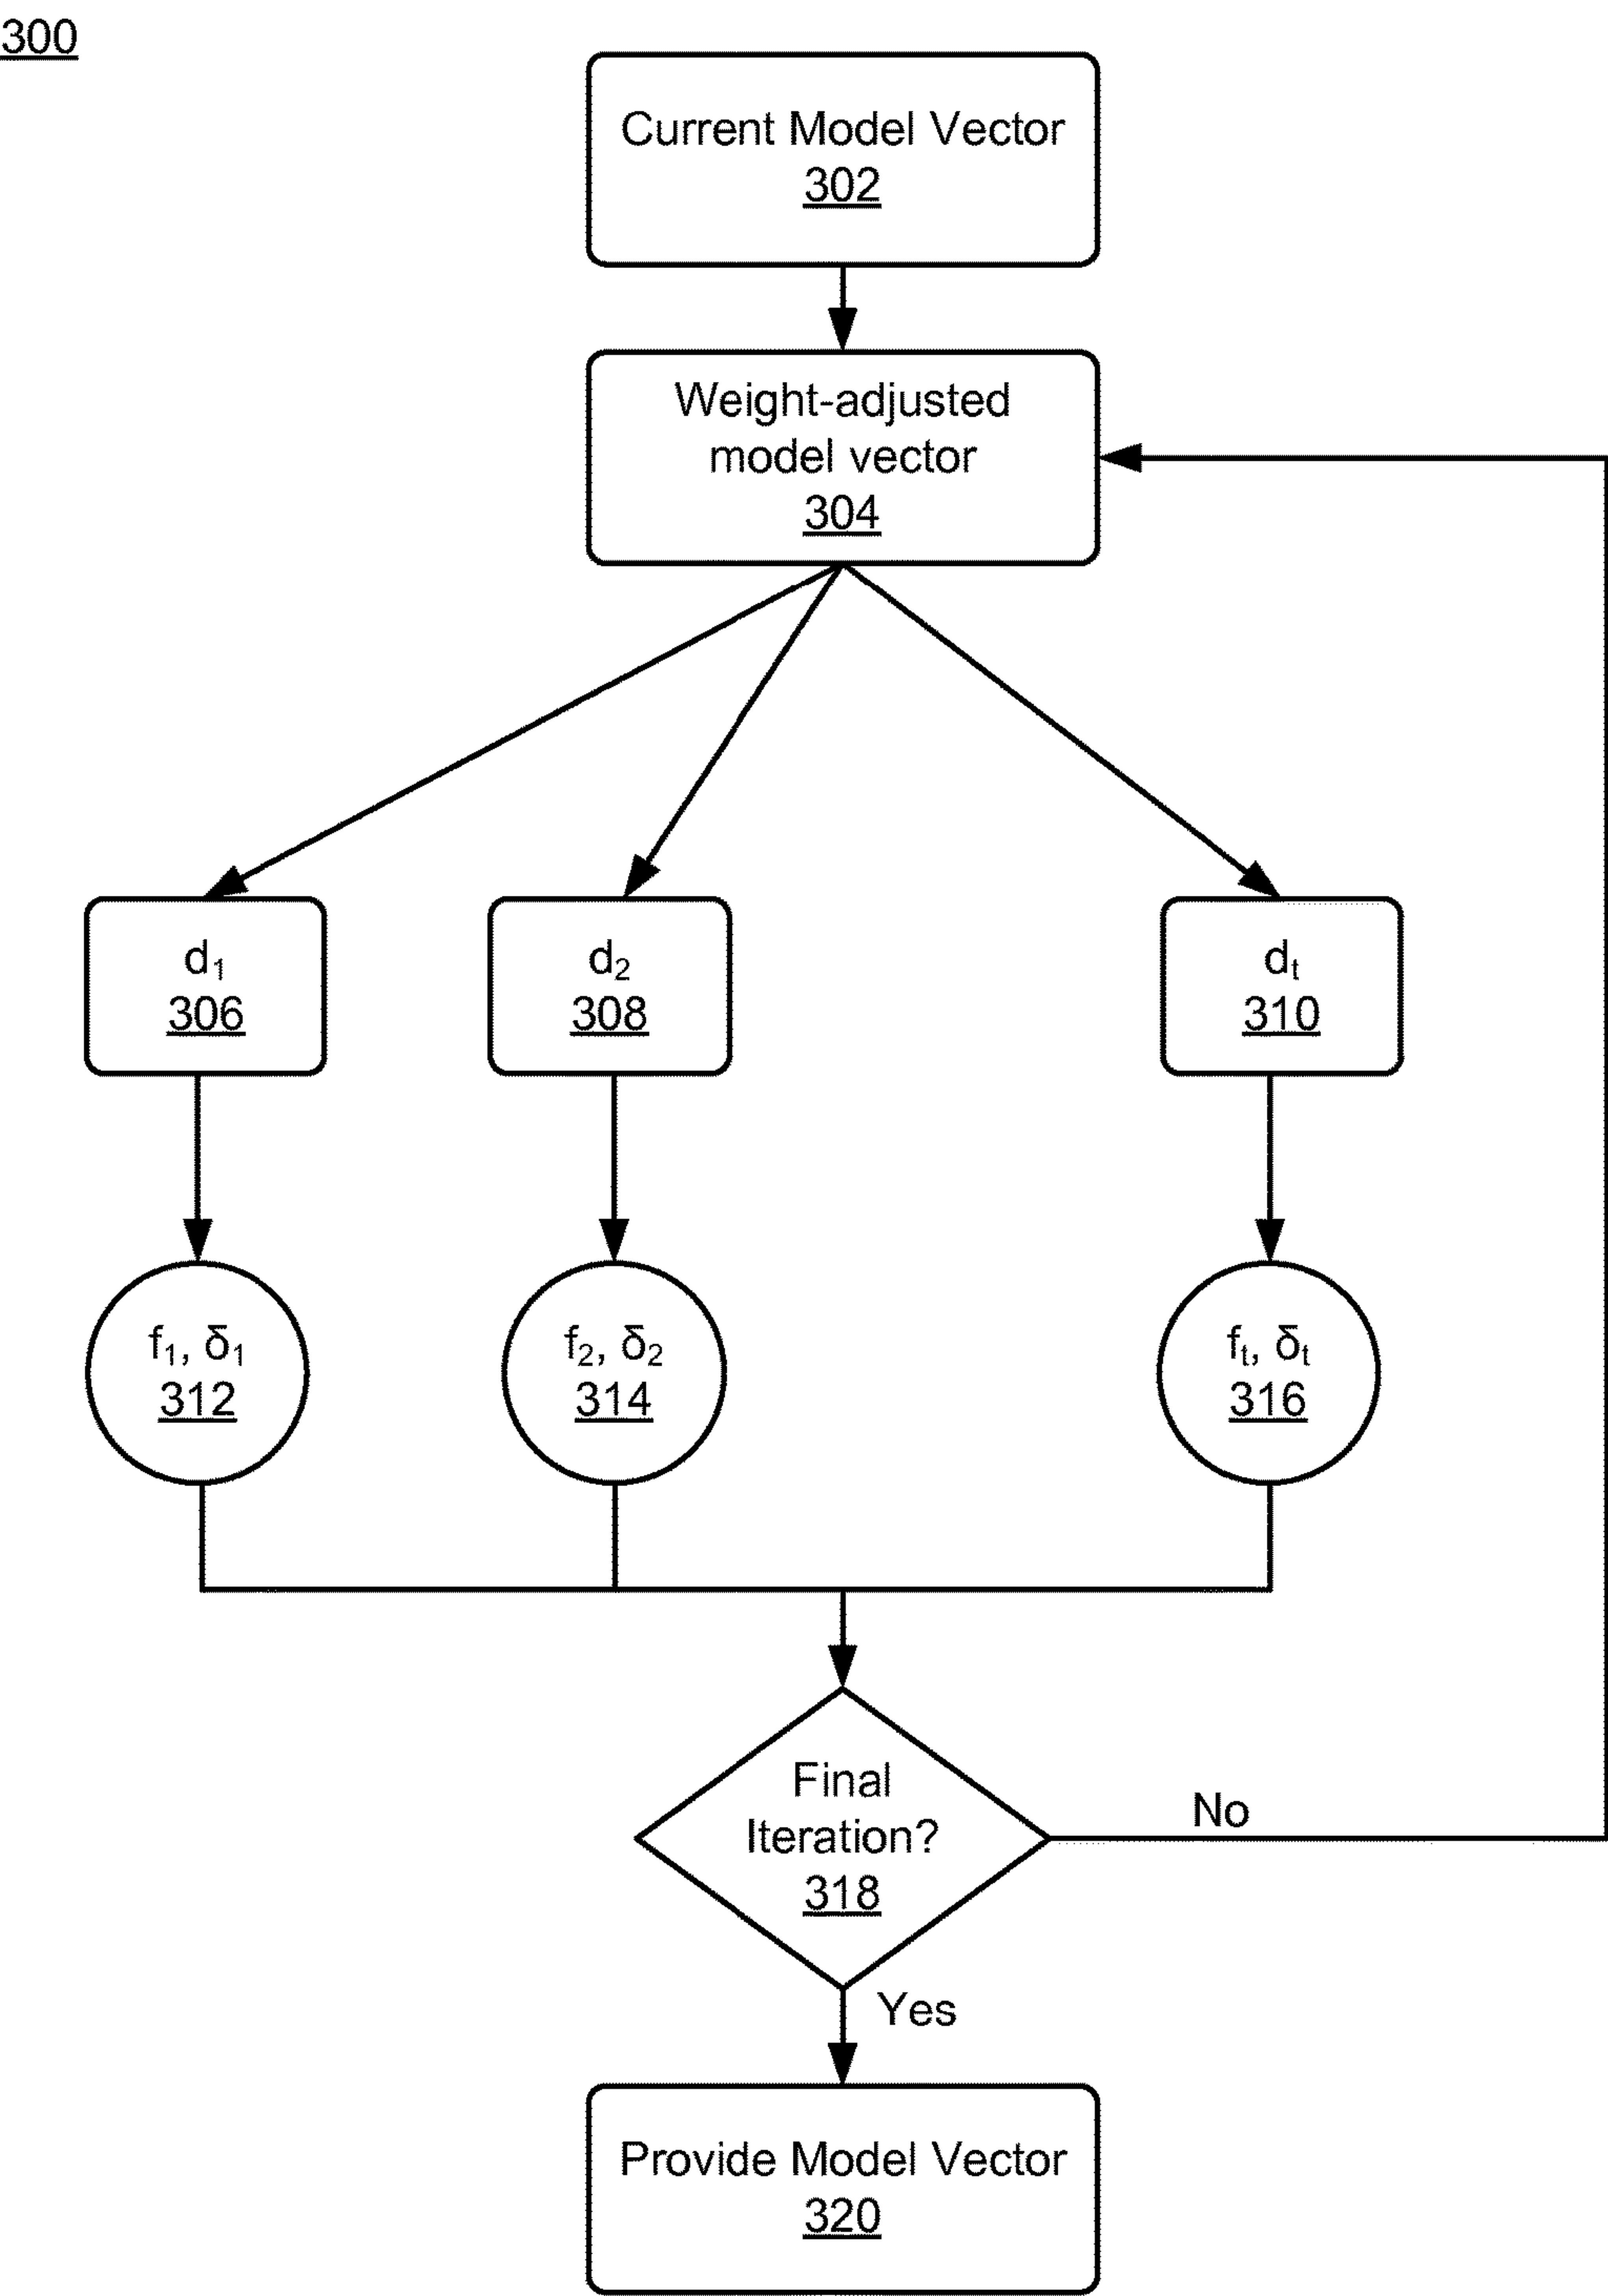 300
Current Model Vector
302
Weight-adjusted
model vector
304
d₁
306
d₂
308
dₜ
310
f₁, δ₁
312
f₂, δ₂
314
fₜ, δₜ
316
Final
Iteration?
318
No
Yes
Provide Model Vector
320